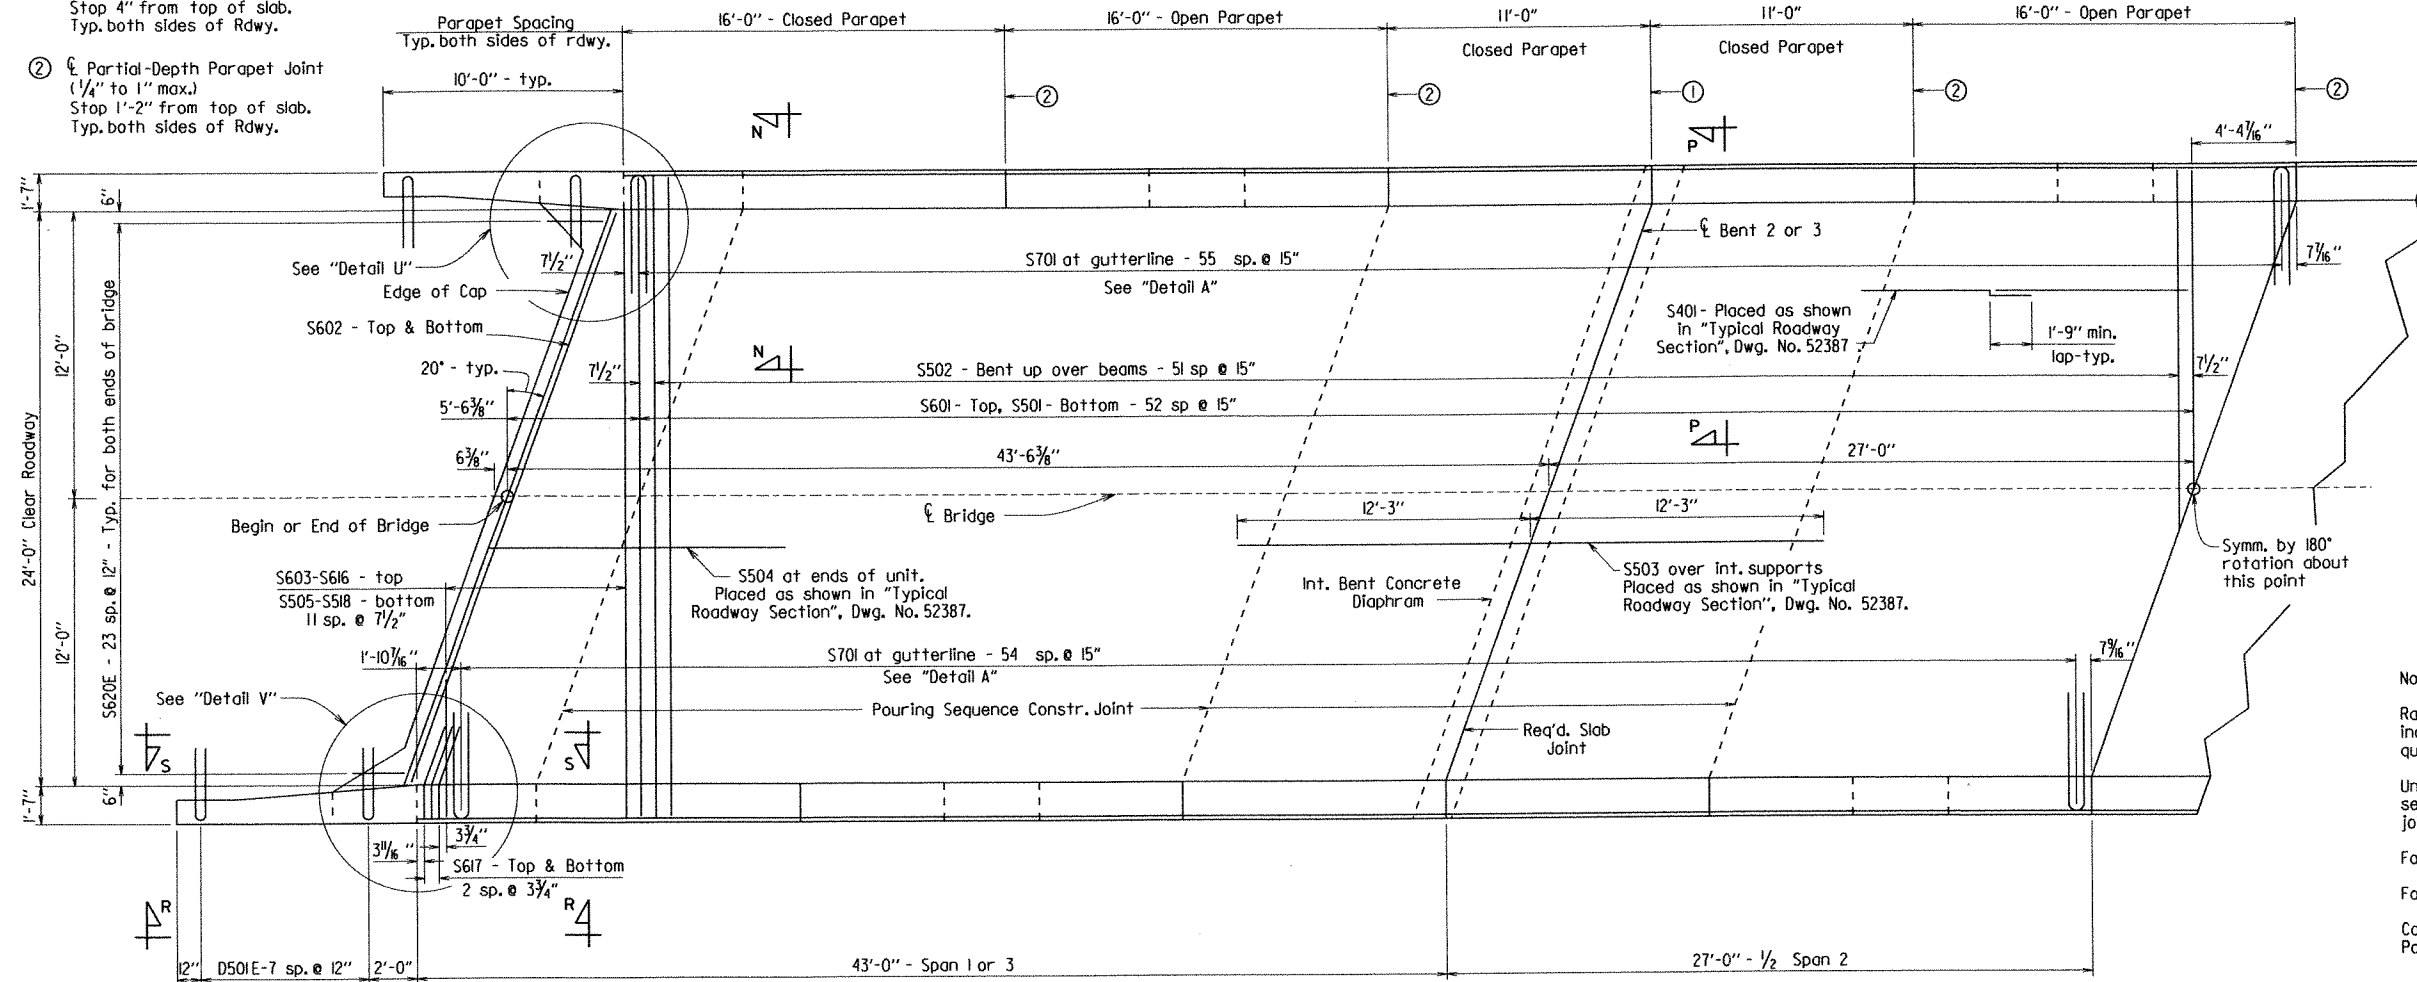 Stop 4" from top of slab.
Typ. both sides of Rdwy.
② ℄ Partial-Depth Parapet Joint
(1/4" to 1" max.)
Stop 1'-2" from top of slab.
Typ. both sides of Rdwy.
Parapet Spacing
Typ. both sides of rdwy.
10'-0" - typ.
16'-0" - Closed Parapet
16'-0" - Open Parapet
11'-0"
Closed Parapet
11'-0"
Closed Parapet
16'-0" - Open Parapet
②
②
①
②
②
4'-4 7/16"
N
P
1'-7"
6"
See "Detail U"
Edge of Cap
S602 - Top & Bottom
20° - typ.
7 1/2"
S701 at gutterline - 55 sp. @ 15"
See "Detail A"
7 7/16"
℄ Bent 2 or 3
S401 - Placed as shown
in "Typical Roadway
Section", Dwg. No. 52387
1'-9" min.
lap-typ.
N
7 1/2"
S502 - Bent up over beams - 51 sp @ 15"
7 1/2"
5'-6 3/8"
S601 - Top, S501 - Bottom - 52 sp @ 15"
P
6 3/8"
43'-6 3/8"
27'-0"
24'-0" Clear Roadway
12'-0"
12'-0"
S620E - 23 sp. @ 12" - Typ. for both ends of bridge
Begin or End of Bridge
℄ Bridge
12'-3"
12'-3"
Symm. by 180°
rotation about
this point
S603-S616 - top
S505-S518 - bottom
11 sp. @ 7 1/2"
S504 at ends of unit.
Placed as shown in "Typical
Roadway Section", Dwg. No. 52387.
Int. Bent Concrete
Diaphram
S503 over int. supports
Placed as shown in "Typical
Roadway Section", Dwg. No. 52387.
1'-10 7/16"
S701 at gutterline - 54 sp. @ 15"
See "Detail A"
7 9/16"
See "Detail V"
Pouring Sequence Constr. Joint
Req'd. Slab
Joint
S
S
6"
1'-7"
3 11/16"
3 3/4"
S617 - Top & Bottom
2 sp. @ 3 3/4"
R
R
12"
D501E-7 sp. @ 12"
2'-0"
43'-0" - Span 1 or 3
27'-0" - 1/2 Span 2
No
Ra
inc
qu
Un
se
jo
Fo
Fo
Co
Po